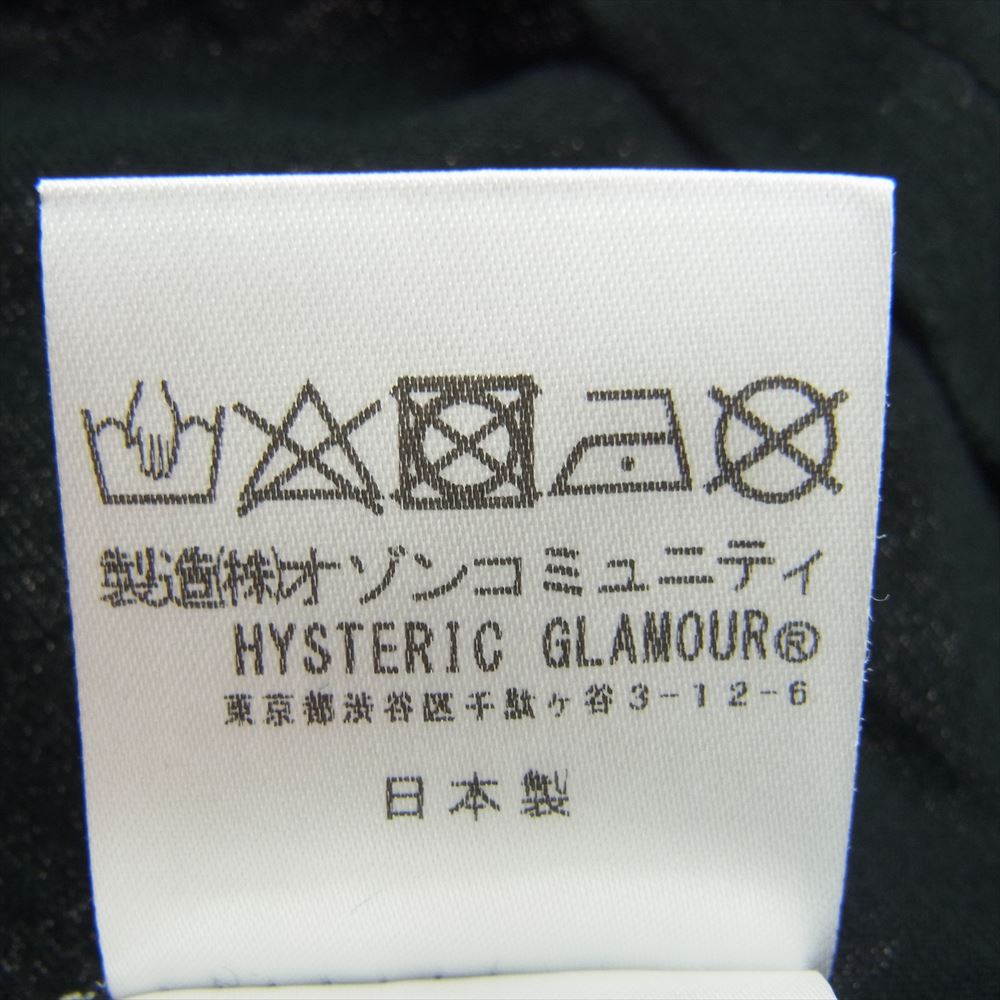 製造(株)オゾンコミュニティ
HYSTERIC GLAMOUR®
東京都渋谷区千駄ヶ谷3-12-6
日本製